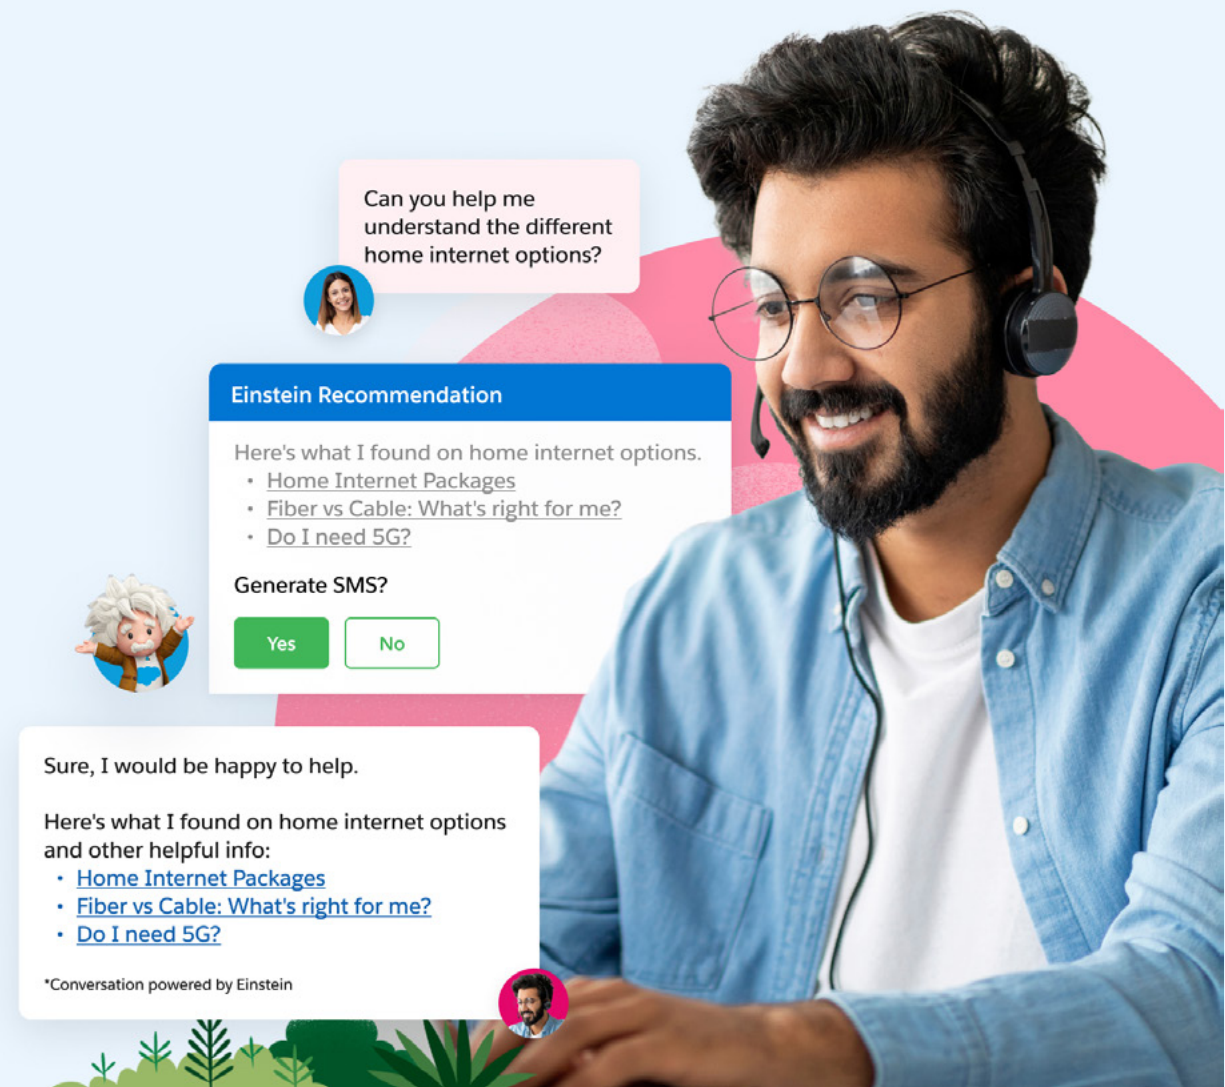 Can you help me
understand the different
home internet options?
Einstein Recommendation
Here's what I found on home internet options.
• Home Internet Packages
• Fiber vs Cable: What's right for me?
• Do I need 5G?
Generate SMS?
Yes
No
Sure, I would be happy to help.
Here's what I found on home internet options
and other helpful info:
• Home Internet Packages
• Fiber vs Cable: What's right for me?
• Do I need 5G?
*Conversation powered by Einstein